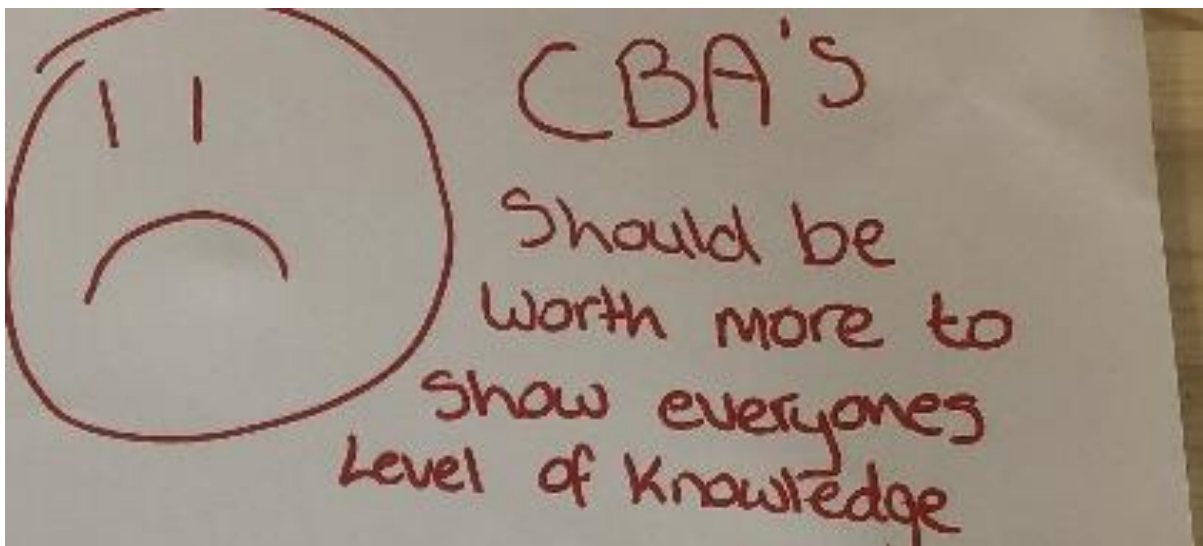 CBA's
Should be
Worth more to
Show everyones
Level of Knowledge